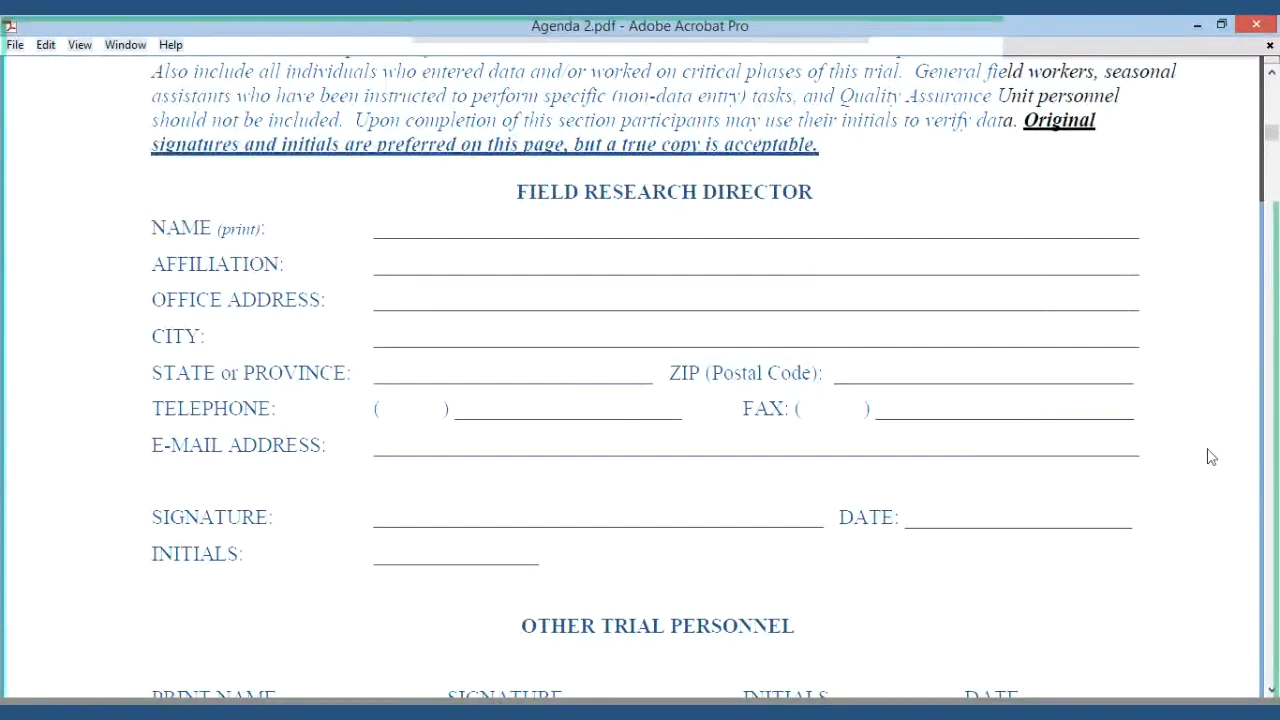 Agenda 2.pdf - Adobe Acrobat Pro
File Edit View Window Help
Also include all individuals who entered data and/or worked on critical phases of this trial. General field workers, seasonal
assistants who have been instructed to perform specific (non-data entry) tasks, and Quality Assurance Unit personnel
should not be included. Upon completion of this section participants may use their initials to verify data. Original
signatures and initials are preferred on this page, but a true copy is acceptable.
FIELD RESEARCH DIRECTOR
NAME (print):
AFFILIATION:
OFFICE ADDRESS:
CITY:
STATE or PROVINCE: ZIP (Postal Code):
TELEPHONE: ( ) FAX: ( )
E-MAIL ADDRESS:
SIGNATURE: DATE:
INITIALS:
OTHER TRIAL PERSONNEL
PRINT NAME SIGNATURE INITIALS DATE